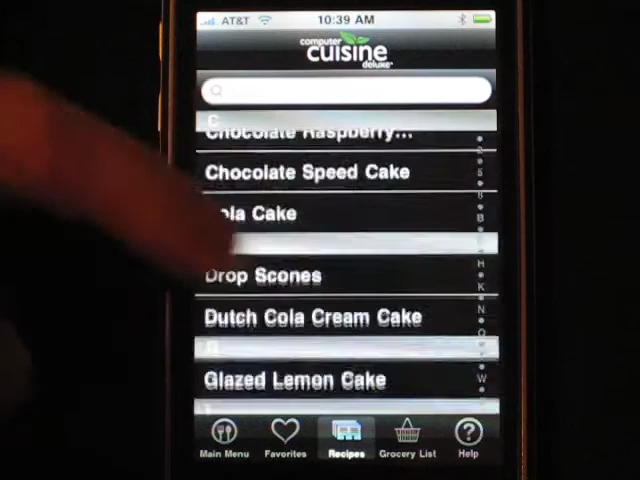 AT&T 10:39 AM
computer
cuisine
deluxe
C
Chocolate Raspberry...
Chocolate Speed Cake
Cola Cake
Drop Scones
Dutch Cola Cream Cake
G
Glazed Lemon Cake
B
H
K
N
O
W
Main Menu Favorites Recipes Grocery List Help